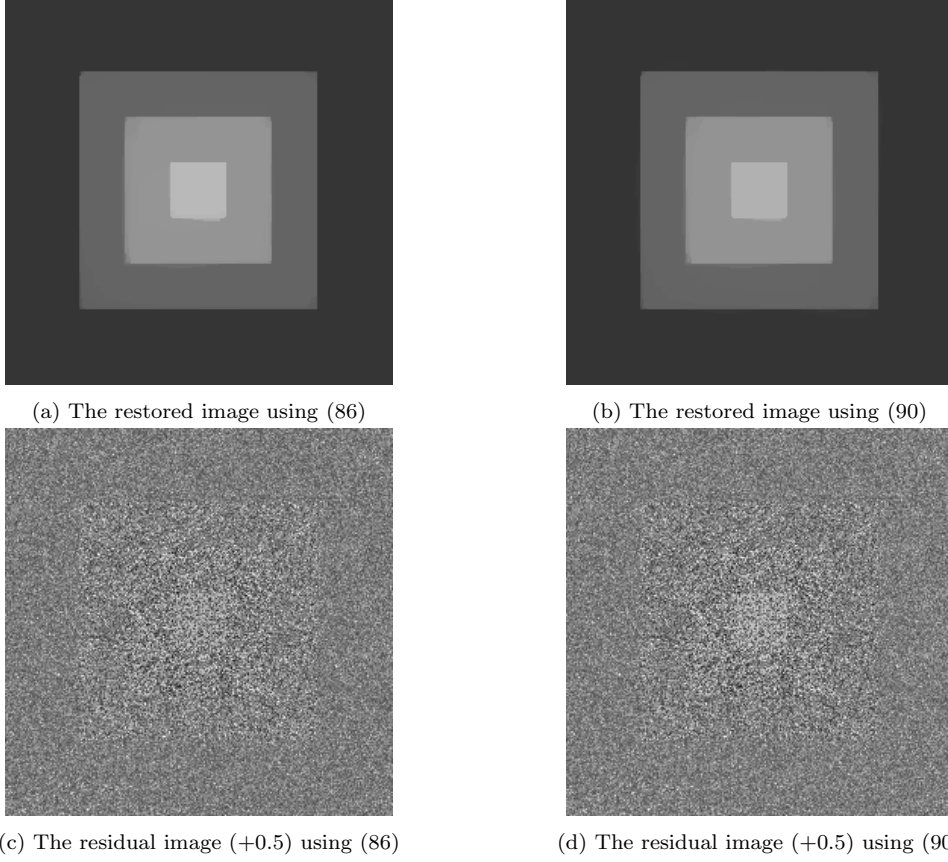 (a) The restored image using (86)
(b) The restored image using (90)
(c) The residual image (+0.5) using (86)
(d) The residual image (+0.5) using (90